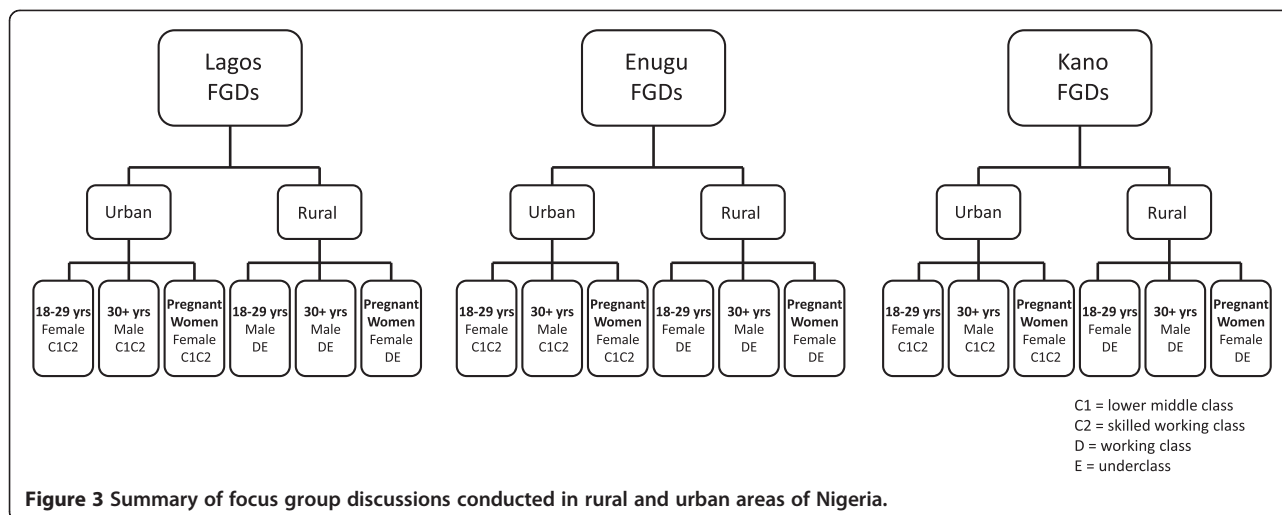 Lagos
FGDs
Enugu
FGDs
Kano
FGDs
Urban
Rural
Urban
Rural
Urban
Rural
18-29 yrs
Female
C1C2
30+ yrs
Male
C1C2
Pregnant
Women
Female
C1C2
18-29 yrs
Male
DE
30+ yrs
Male
DE
Pregnant
Women
Female
DE
18-29 yrs
Female
C1C2
30+ yrs
Male
C1C2
Pregnant
Women
Female
C1C2
18-29 yrs
Female
DE
30+ yrs
Male
DE
Pregnant
Women
Female
DE
18-29 yrs
Female
C1C2
30+ yrs
Male
C1C2
Pregnant
Women
Female
C1C2
18-29 yrs
Female
DE
30+ yrs
Male
DE
Pregnant
Women
Female
DE
C1 = lower middle class
C2 = skilled working class
D = working class
E = underclass
Figure 3 Summary of focus group discussions conducted in rural and urban areas of Nigeria.